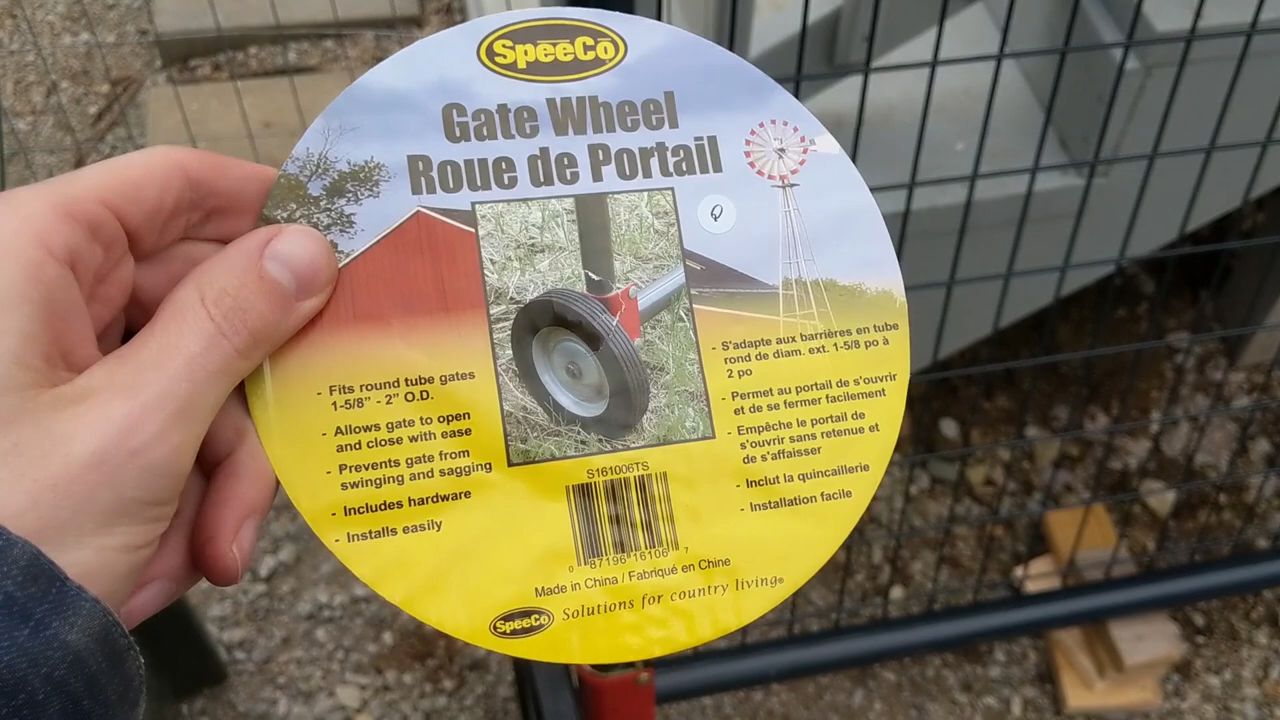 SpeeCo
Gate Wheel
Roue de Portail
Q
- Fits round tube gates
1-5/8" - 2" O.D.
- Allows gate to open
and close with ease
- Prevents gate from
swinging and sagging
- Includes hardware
- Installs easily
- S'adapte aux barrières en tube
rond de diam. ext. 1-5/8 po à
2 po
- Permet au portail de s'ouvrir
et de se fermer facilement
- Empêche le portail de
s'ouvrir sans retenue et
de s'affaisser
- Inclut la quincaillerie
- Installation facile
S161006TS
0 87196 16106 7
Made in China / Fabriqué en Chine
SpeeCo Solutions for country living®